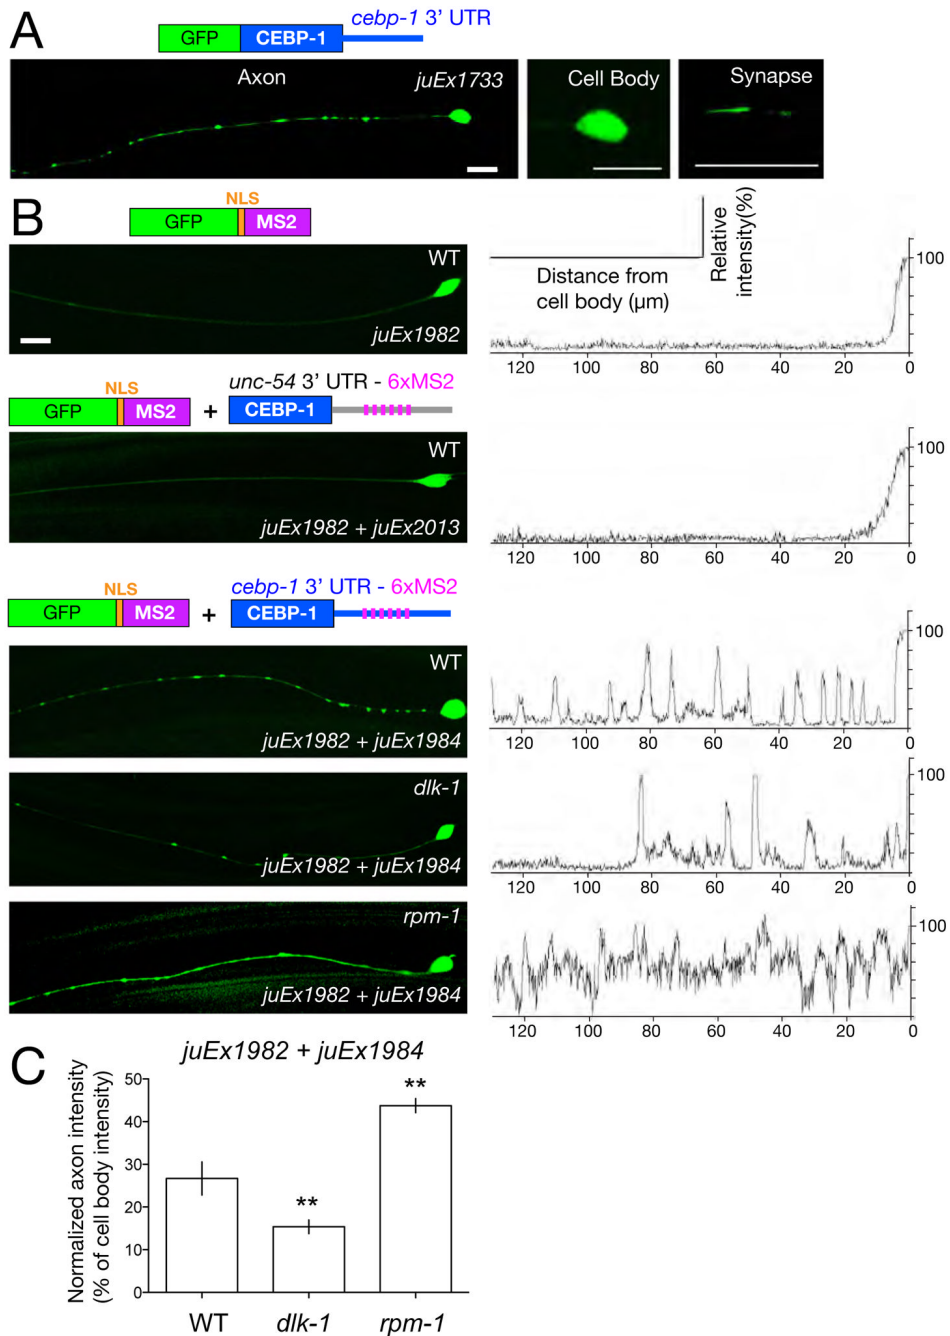 A
cebp-1 3' UTR
GFP CEBP-1
Axon
juEx1733
Cell Body
Synapse
B
NLS
GFP MS2
WT
juEx1982
Relative intensity(%)
Distance from
cell body (µm)
100
120 100 80 60 40 20 0
unc-54 3' UTR - 6xMS2
NLS
GFP MS2 + CEBP-1
WT
juEx1982 + juEx2013
100
120 100 80 60 40 20 0
cebp-1 3' UTR - 6xMS2
NLS
GFP MS2 + CEBP-1
WT
juEx1982 + juEx1984
100
120 100 80 60 40 20 0
dlk-1
juEx1982 + juEx1984
100
120 100 80 60 40 20 0
rpm-1
juEx1982 + juEx1984
100
120 100 80 60 40 20 0
C
juEx1982 + juEx1984
Normalized axon intensity
(% of cell body intensity)
50
40
30
20
10
0
**
**
WT dlk-1 rpm-1